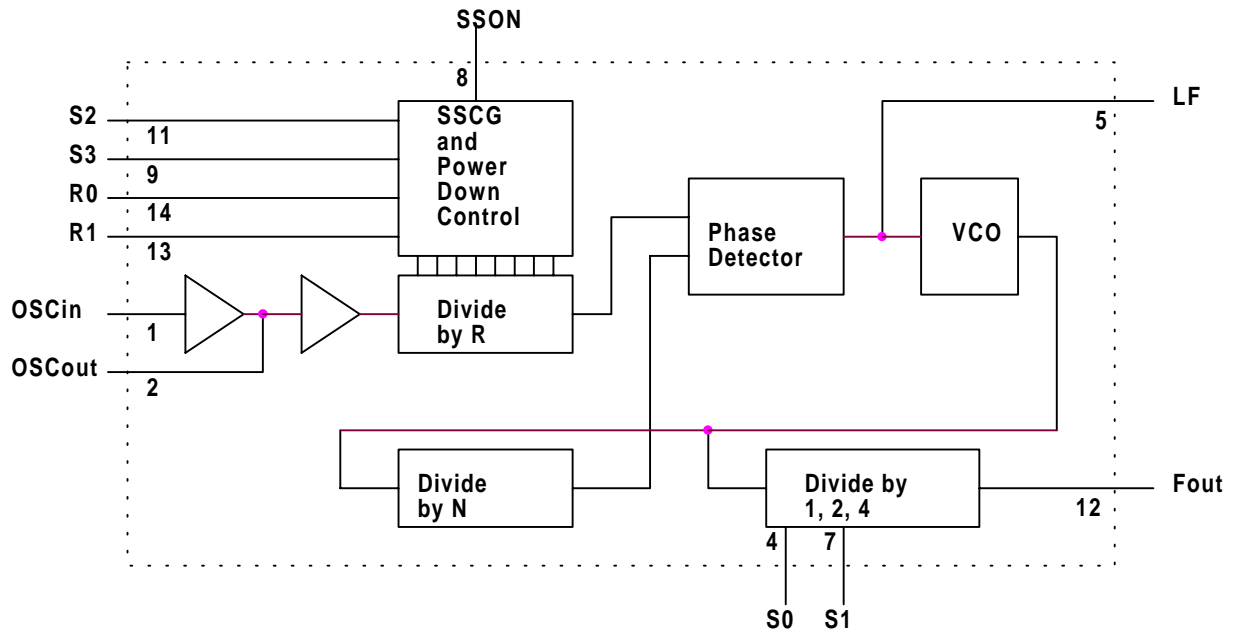 SSON
8
S2
11
S3
9
R0
14
R1
13
SSCG
and
Power
Down
Control
LF
5
Phase
Detector
VCO
OSCin
1
OSCout
2
Divide
by R
Divide
by N
Divide by
1, 2, 4
Fout
12
4
7
S0
S1